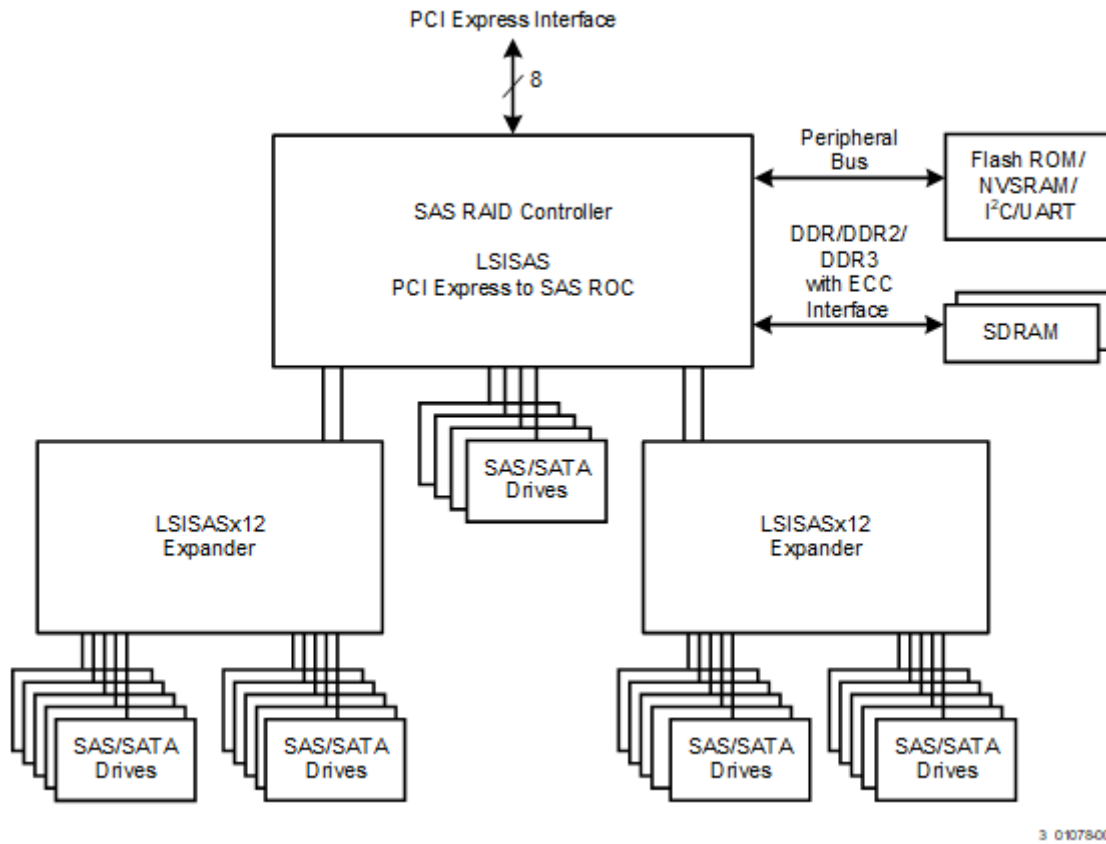 PCI Express Interface
8
Peripheral
Bus
Flash ROM/
NVSRAM/
I²C/UART
SAS RAID Controller
LSISAS
PCI Express to SAS ROC
DDR/DDR2/
DDR3
with ECC
Interface
SDRAM
SAS/SATA
Drives
LSISASx12
Expander
LSISASx12
Expander
SAS/SATA
Drives
SAS/SATA
Drives
SAS/SATA
Drives
SAS/SATA
Drives